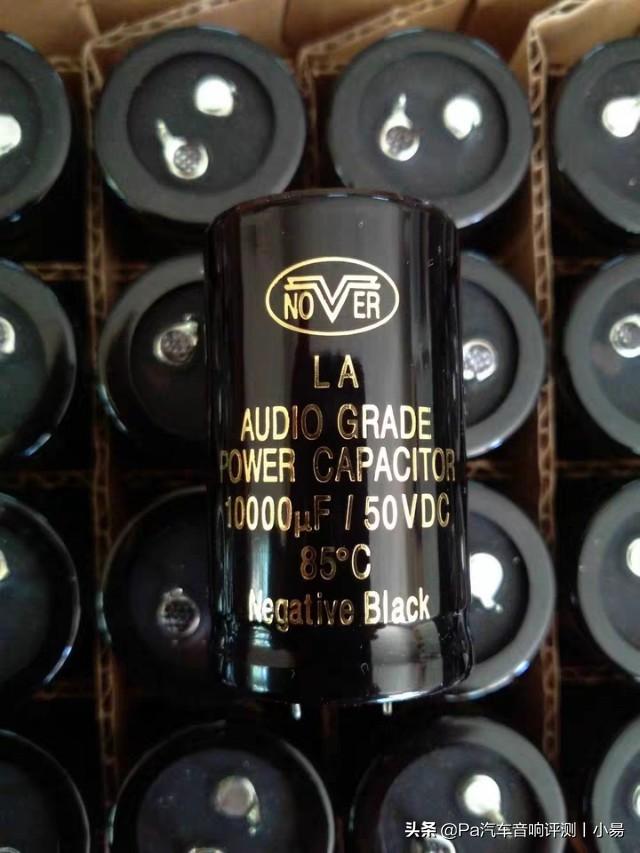 NOVER
LA
AUDIO GRADE
POWER CAPACITOR
10000µF / 50VDC
85°C
Negative Black
头条 @Pa汽车音响评测丨小易